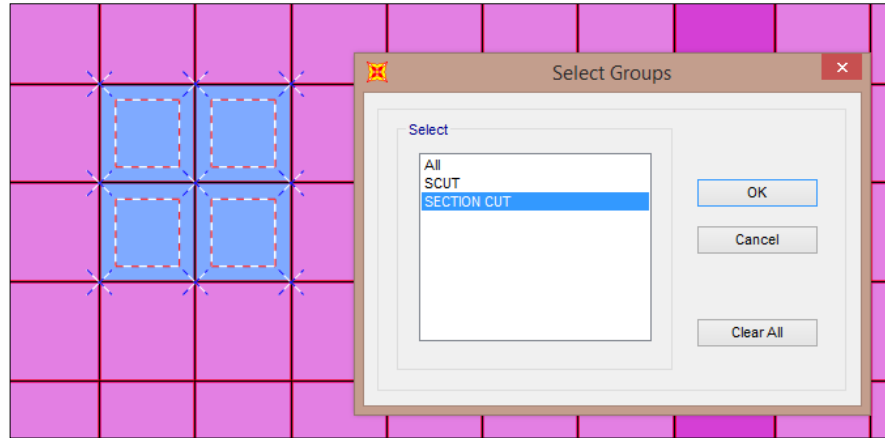 Select Groups
Select
All
SCUT
SECTION CUT
OK
Cancel
Clear All